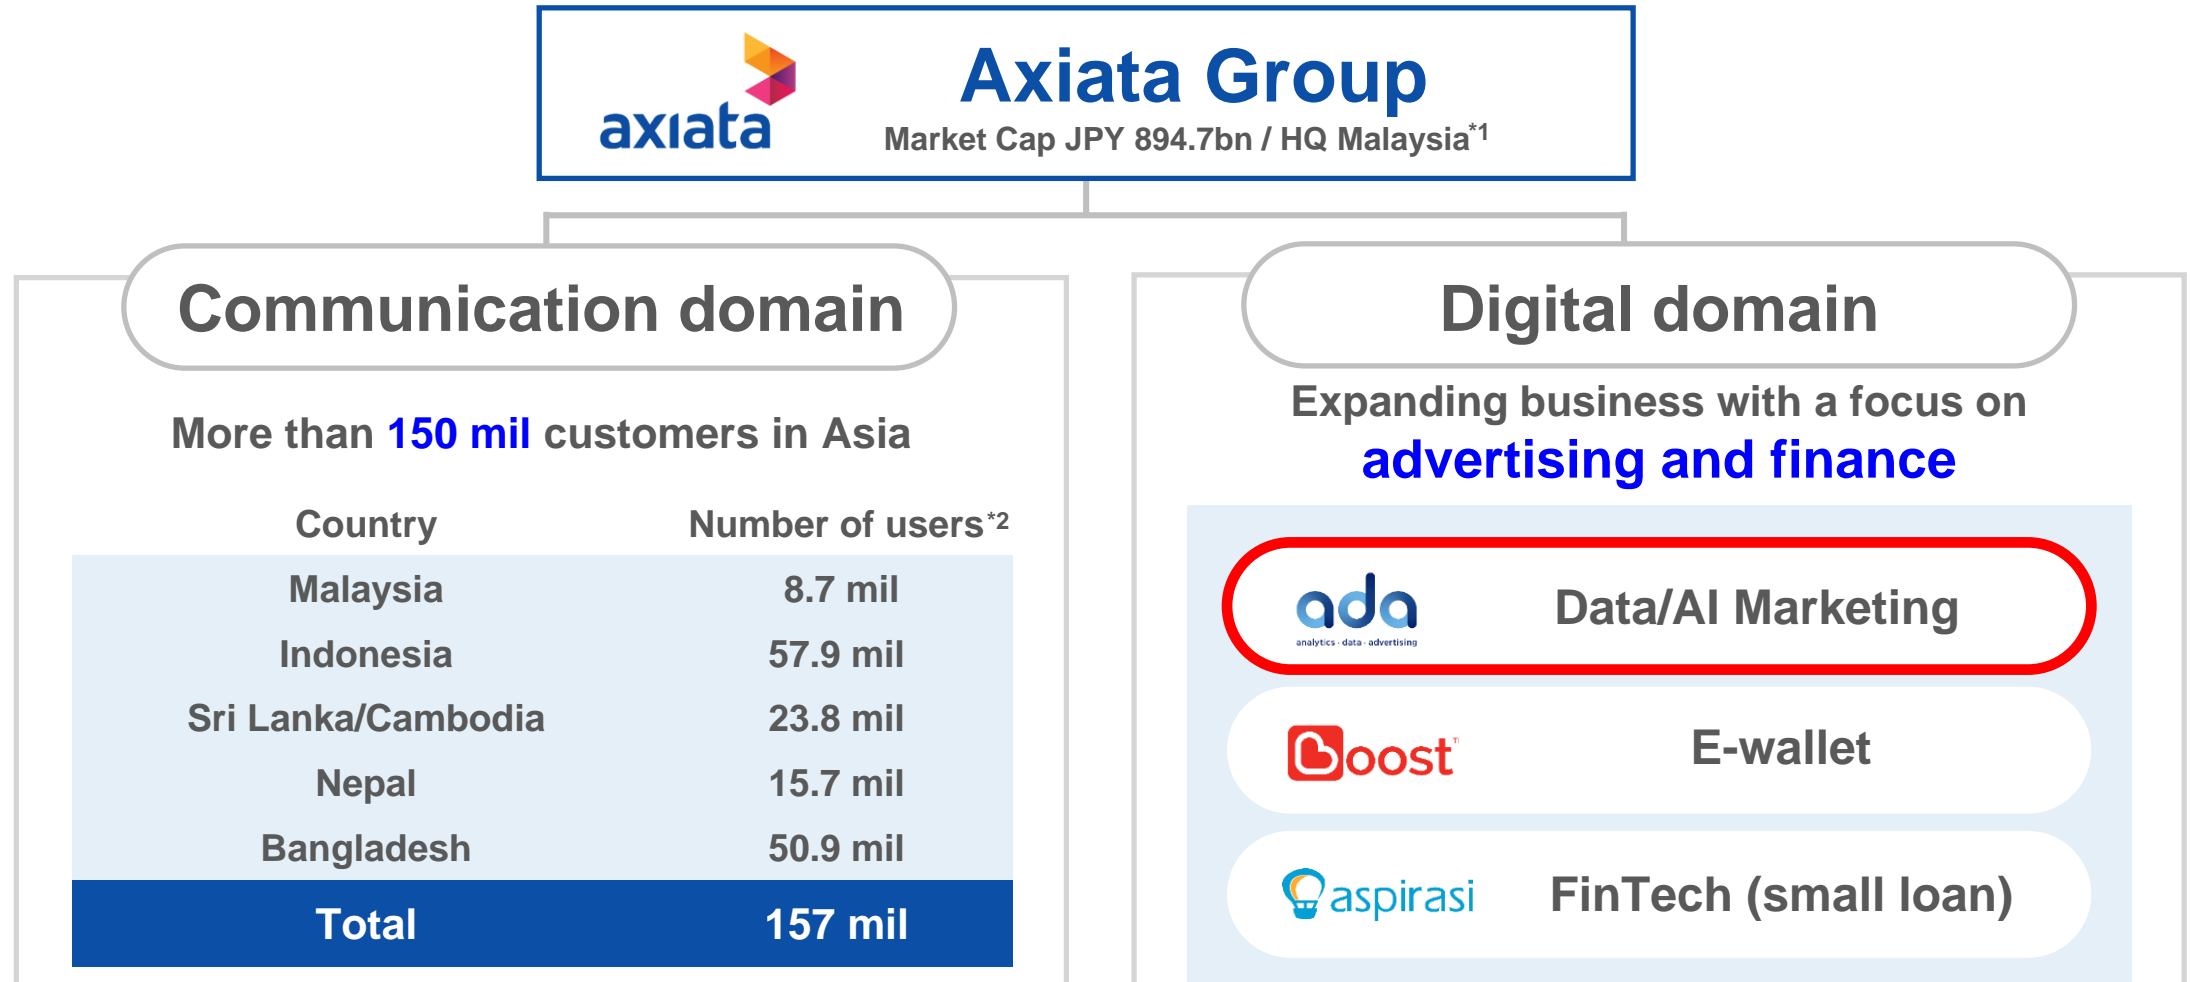 axiata
Axiata Group
Market Cap JPY 894.7bn / HQ Malaysia*1
Communication domain
More than 150 mil customers in Asia
Country Number of users*2
Malaysia 8.7 mil
Indonesia 57.9 mil
Sri Lanka/Cambodia 23.8 mil
Nepal 15.7 mil
Bangladesh 50.9 mil
Total 157 mil
Digital domain
Expanding business with a focus on
advertising and finance
ada
analytics · data · advertising
Data/AI Marketing
Boost
E-wallet
aspirasi
FinTech (small loan)